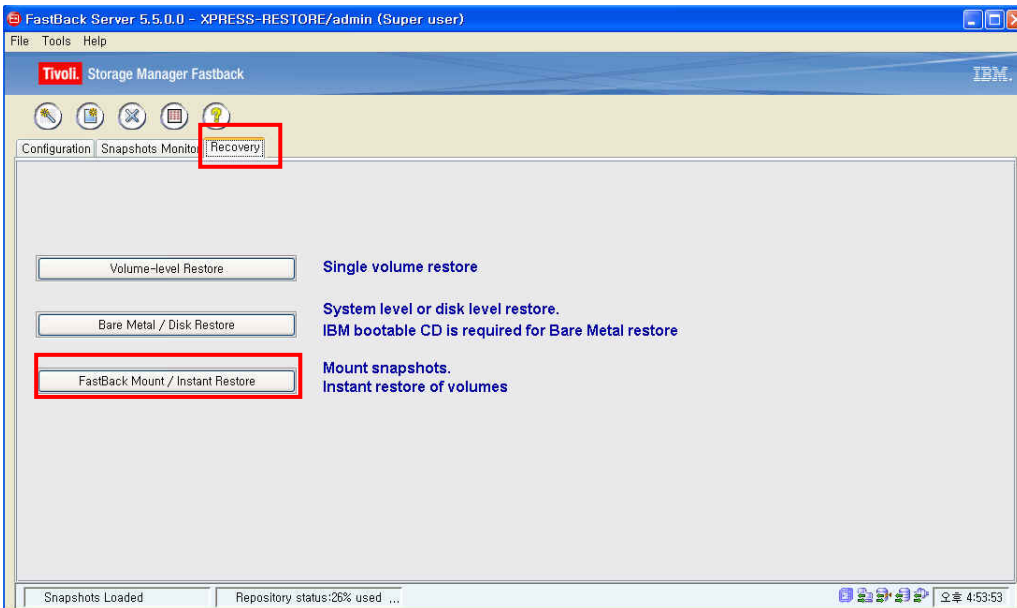 FastBack Server 5.5.0.0 - XPRESS-RESTORE/admin (Super user)
File Tools Help
Tivoli. Storage Manager Fastback IBM.
Configuration Snapshots Monitor Recovery
Volume-level Restore Single volume restore
System level or disk level restore.
Bare Metal / Disk Restore IBM bootable CD is required for Bare Metal restore
Mount snapshots.
FastBack Mount / Instant Restore Instant restore of volumes
Snapshots Loaded Repository status:26% used ... 오후 4:53:53